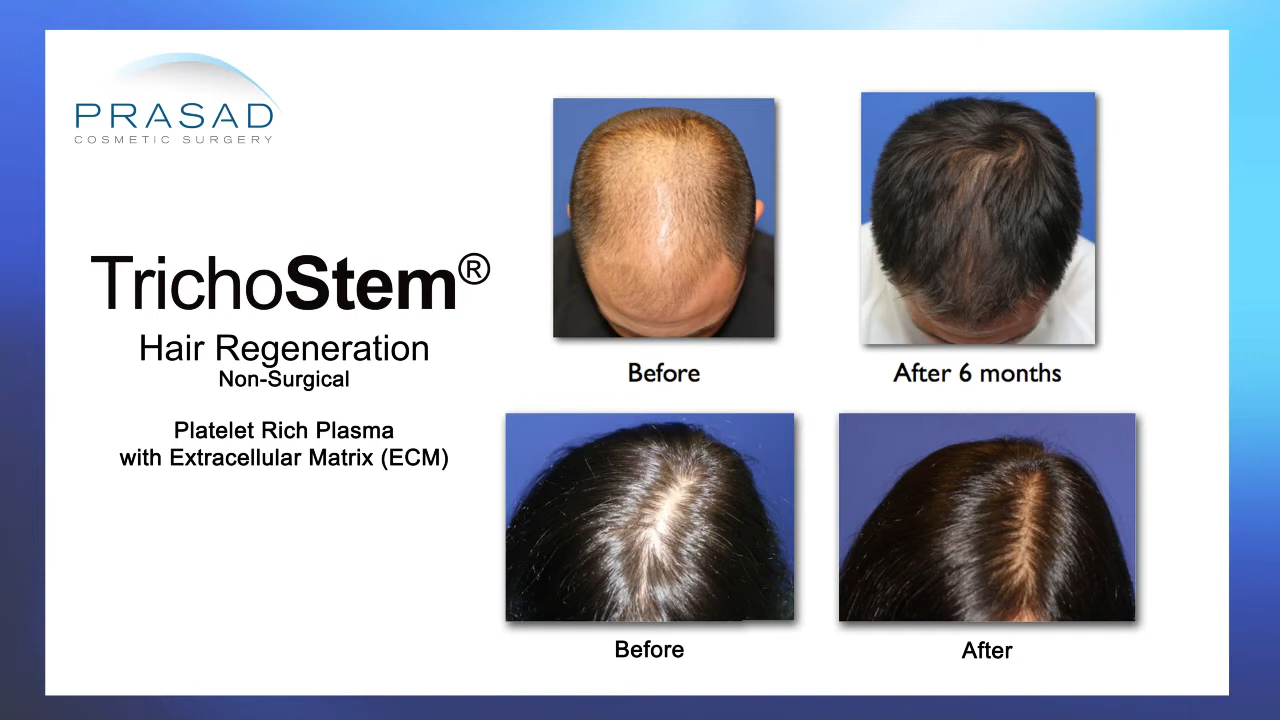 PRASAD
COSMETIC SURGERY
TrichoStem®
Hair Regeneration
Non-Surgical
Platelet Rich Plasma
with Extracellular Matrix (ECM)
Before
After 6 months
Before
After